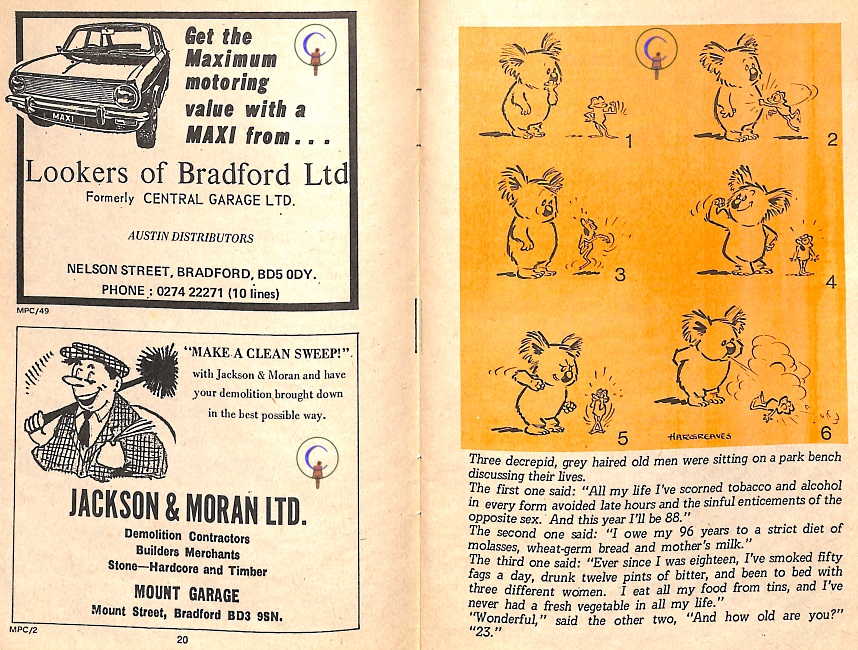 Get the
Maximum
motoring
value with a
MAXI from . . .
MAXI
Lookers of Bradford Ltd
Formerly CENTRAL GARAGE LTD.
AUSTIN DISTRIBUTORS
NELSON STREET, BRADFORD, BD5 0DY.
PHONE : 0274 22271 (10 lines)
MPC/49
"MAKE A CLEAN SWEEP!".
with Jackson & Moran and have
your demolition brought down
in the best possible way.
JACKSON & MORAN LTD.
Demolition Contractors
Builders Merchants
Stone—Hardcore and Timber
MOUNT GARAGE
Mount Street, Bradford BD3 9SN.
MPC/2
20
1
2
3
4
5
HARGREAVES
6
Three decrepid, grey haired old men were sitting on a park bench
discussing their lives.
The first one said: "All my life I've scorned tobacco and alcohol
in every form avoided late hours and the sinful enticements of the
opposite sex. And this year I'll be 88."
The second one said: "I owe my 96 years to a strict diet of
molasses, wheat-germ bread and mother's milk."
The third one said: "Ever since I was eighteen, I've smoked fifty
fags a day, drunk twelve pints of bitter, and been to bed with
three different women. I eat all my food from tins, and I've
never had a fresh vegetable in all my life."
"Wonderful," said the other two, "And how old are you?"
"23."